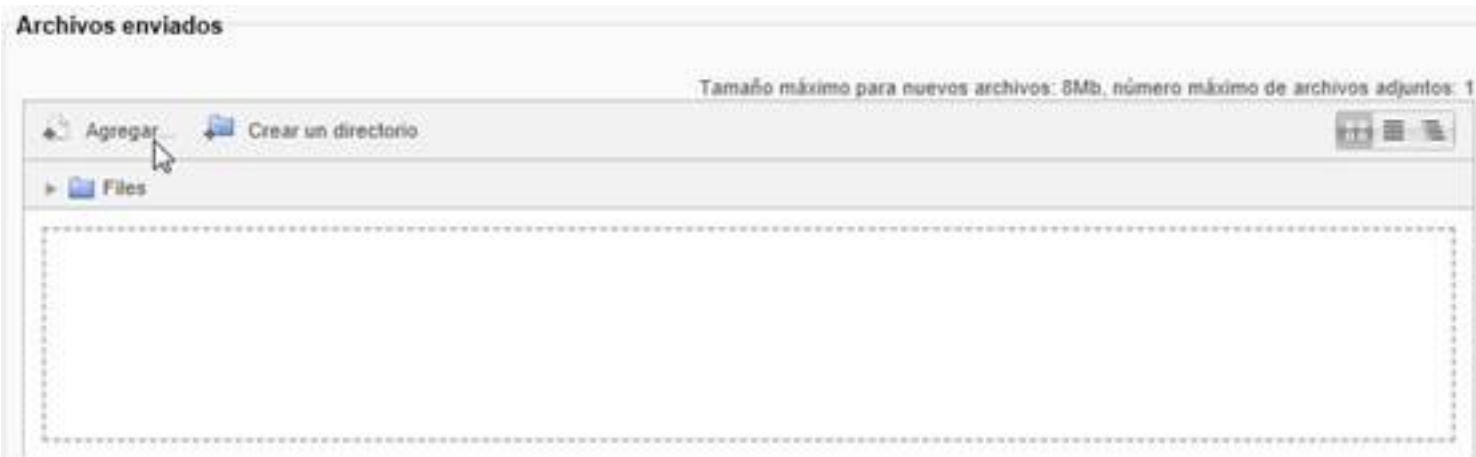 Archivos enviados
Tamaño máximo para nuevos archivos: 8Mb, número máximo de archivos adjuntos: 1
Agregar... Crear un directorio
Files